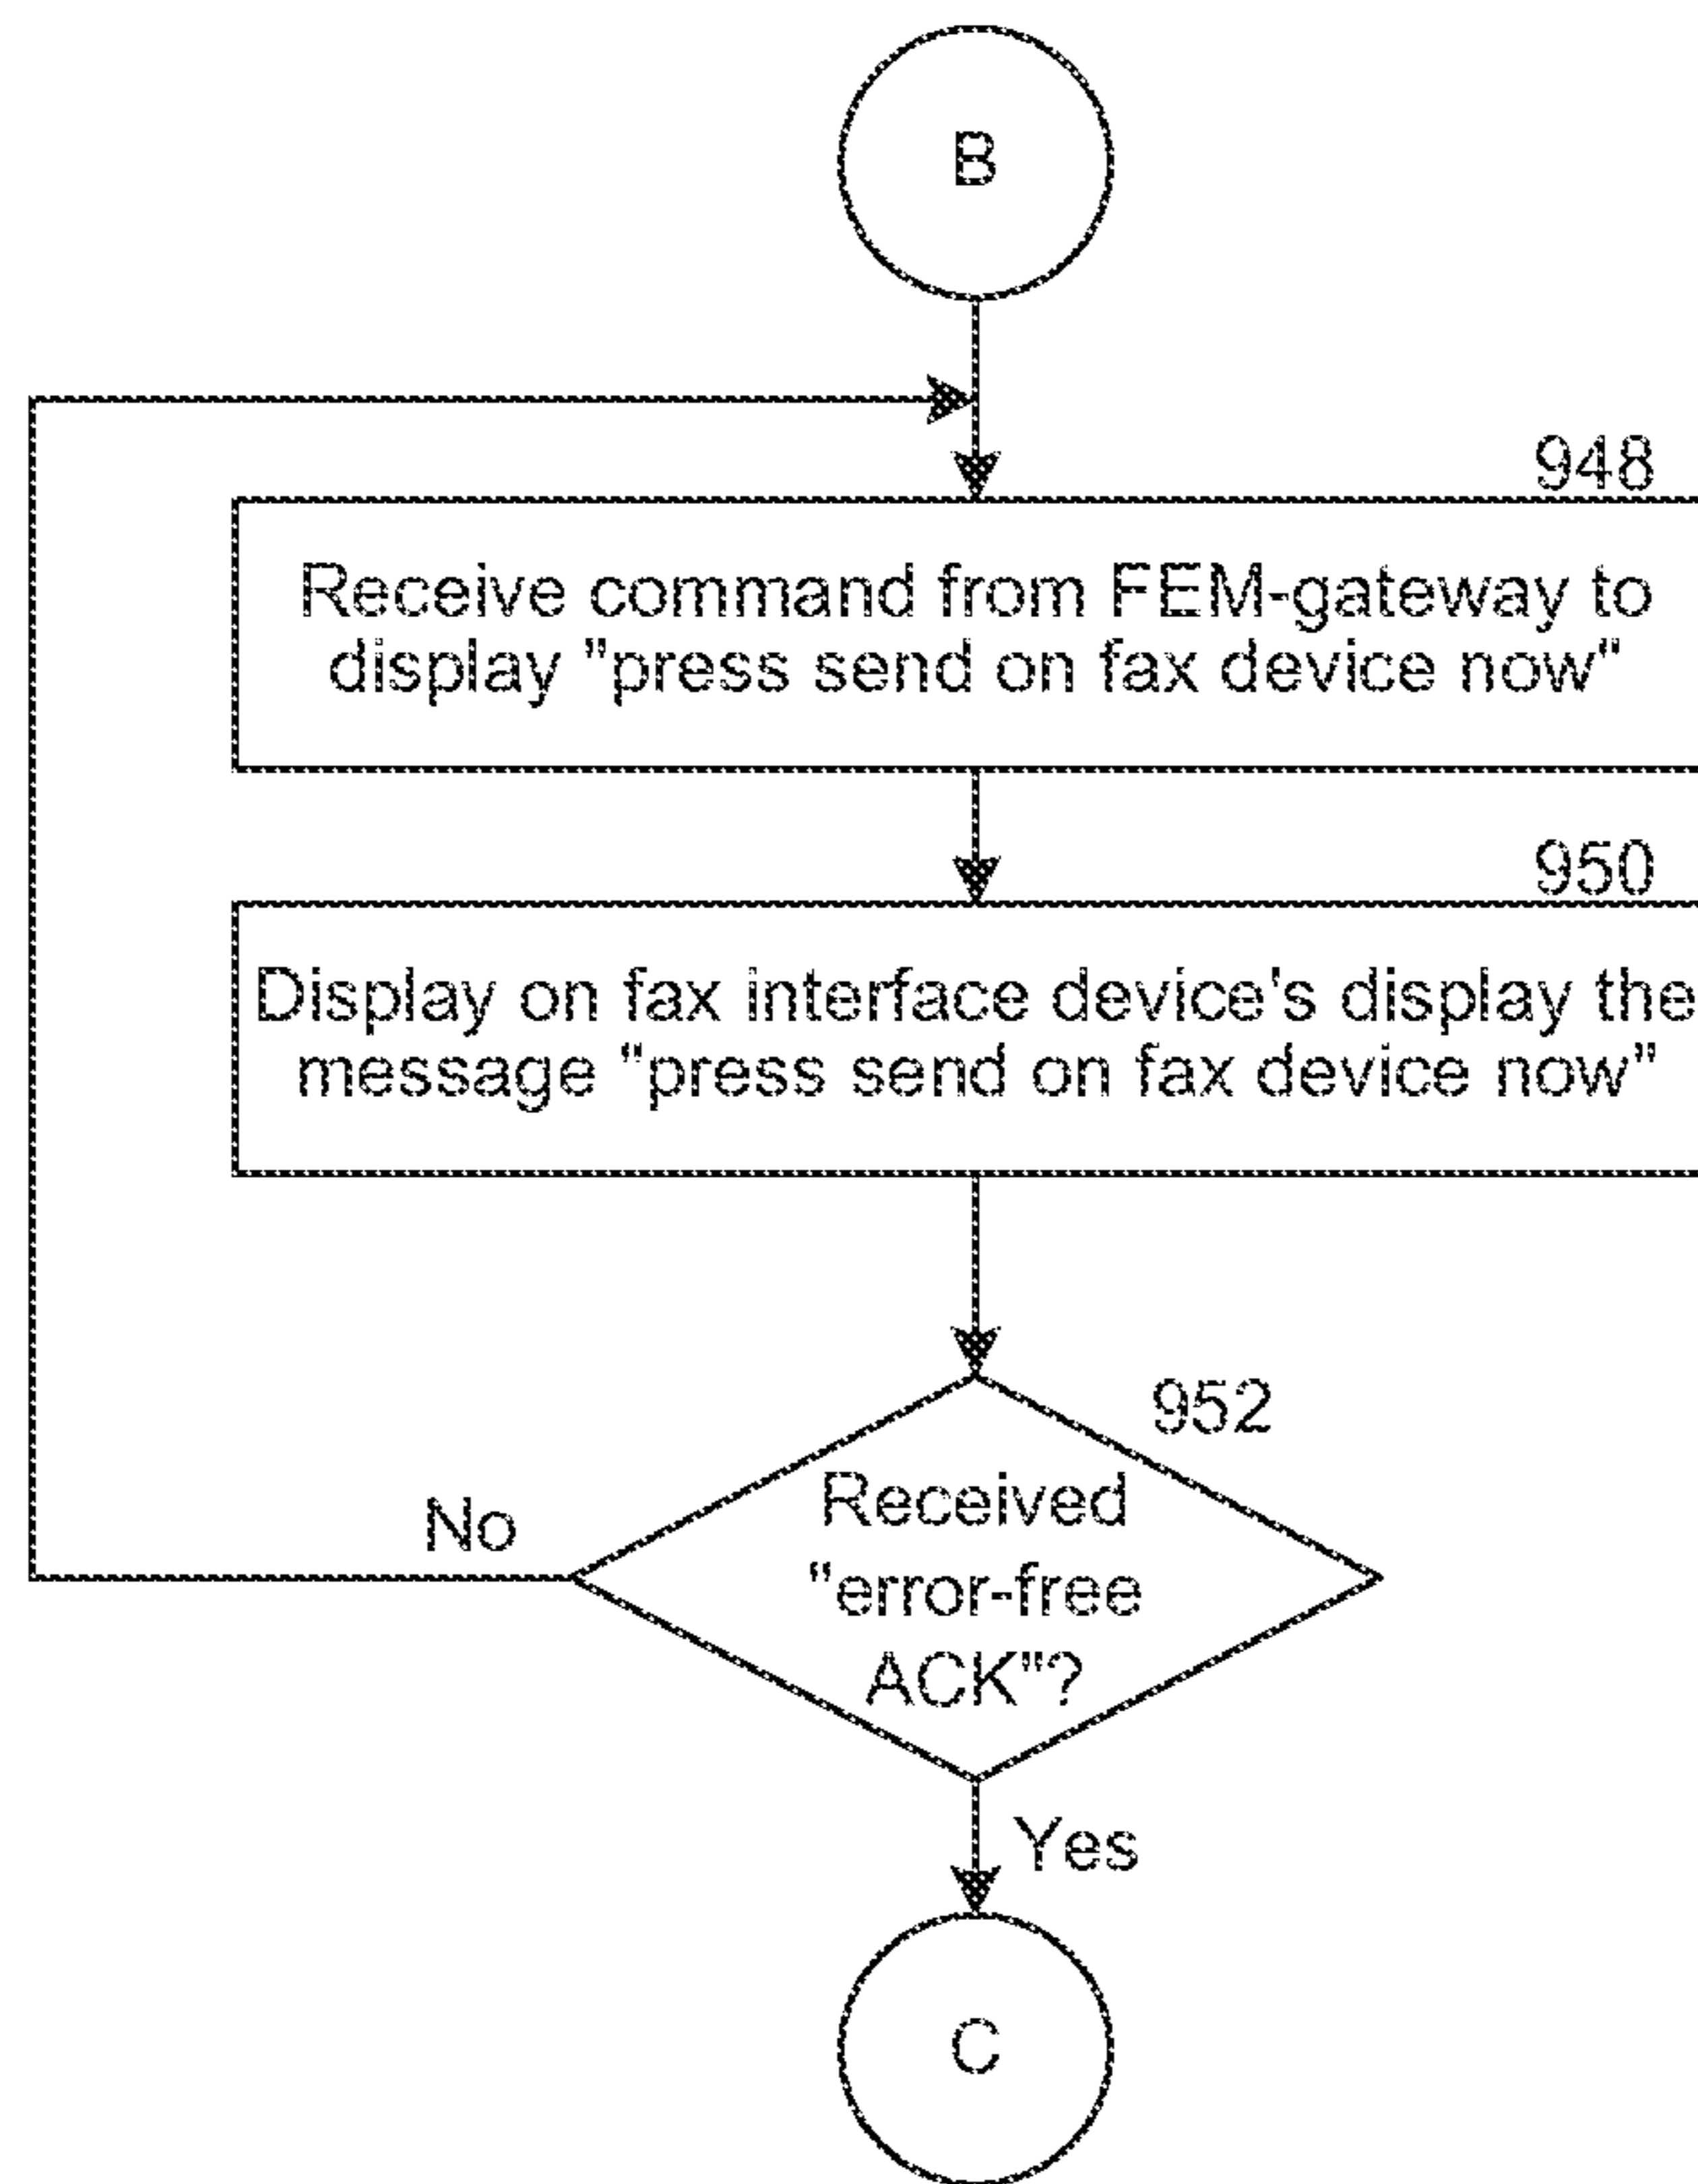 B
948
Receive command from FEM-gateway to
display "press send on fax device now"
950
Display on fax interface device's display the
message "press send on fax device now"
952
Received
"error-free
ACK"?
No
Yes
C